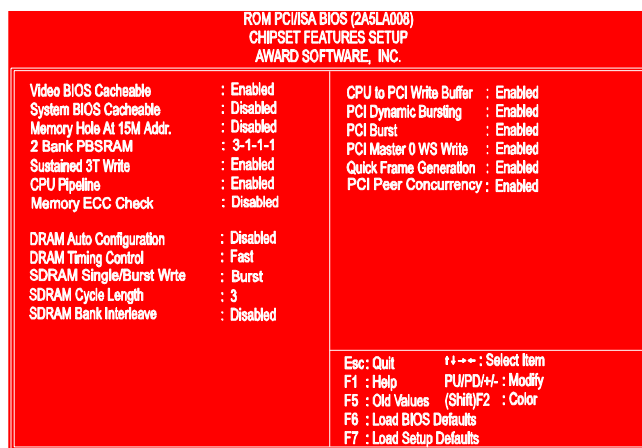 ROM PCI/ISA BIOS (2A5LA008)
CHIPSET FEATURES SETUP
AWARD SOFTWARE, INC.
Video BIOS Cacheable : Enabled
System BIOS Cacheable : Disabled
Memory Hole At 15M Addr. : Disabled
2 Bank PBSRAM : 3-1-1-1
Sustained 3T Write : Enabled
CPU Pipeline : Enabled
Memory ECC Check : Disabled
DRAM Auto Configuration : Disabled
DRAM Timing Control : Fast
SDRAM Single/Burst Wrte : Burst
SDRAM Cycle Length : 3
SDRAM Bank Interleave : Disabled
CPU to PCI Write Buffer : Enabled
PCI Dynamic Bursting : Enabled
PCI Burst : Enabled
PCI Master 0 WS Write : Enabled
Quick Frame Generation : Enabled
PCI Peer Concurrency : Enabled
Esc : Quit ↑↓→← : Select Item
F1 : Help PU/PD/+/- : Modify
F5 : Old Values (Shift)F2 : Color
F6 : Load BIOS Defaults
F7 : Load Setup Defaults